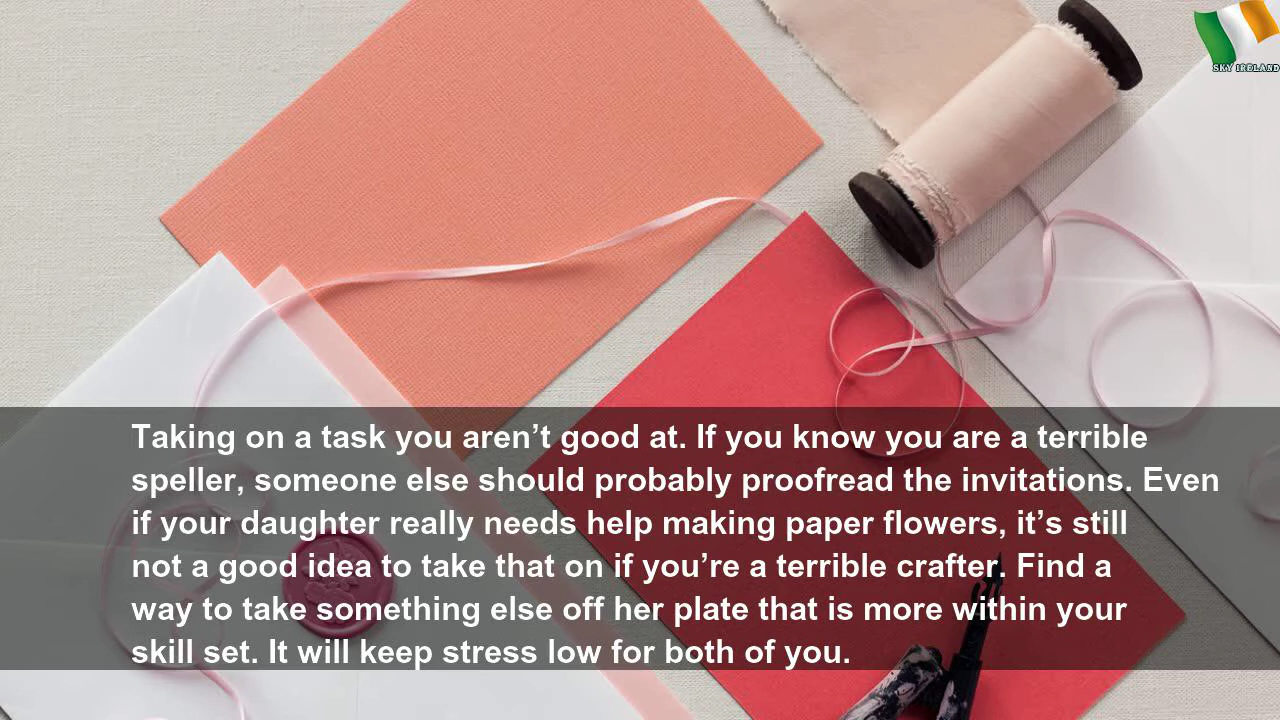 SKY IRELAND
Taking on a task you aren’t good at. If you know you are a terrible
speller, someone else should probably proofread the invitations. Even
if your daughter really needs help making paper flowers, it’s still
not a good idea to take that on if you’re a terrible crafter. Find a
way to take something else off her plate that is more within your
skill set. It will keep stress low for both of you.